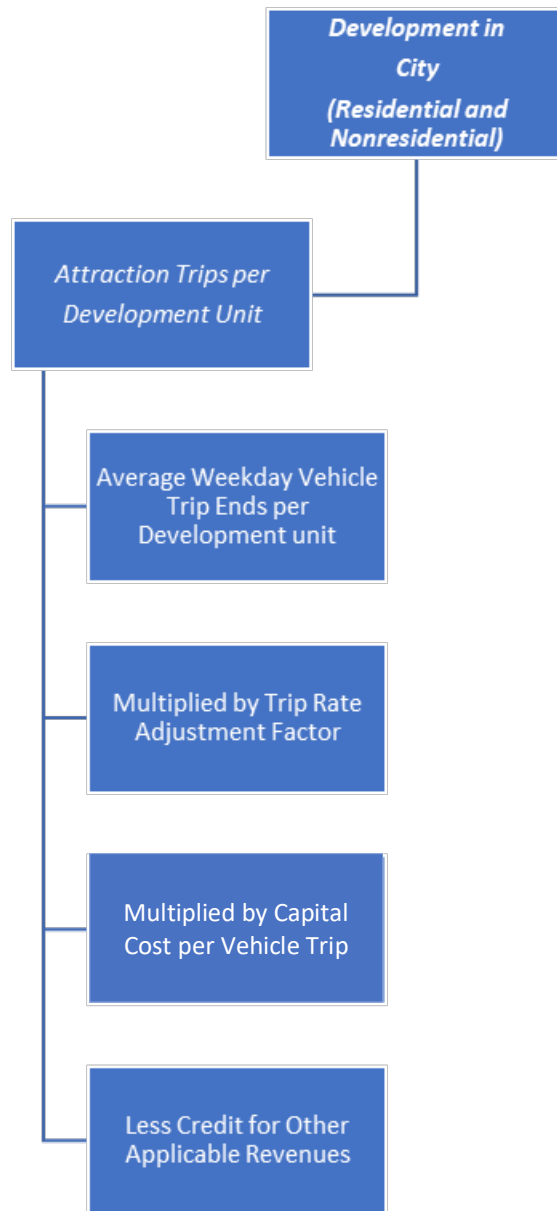 Development in
City
(Residential and
Nonresidential)
Attraction Trips per
Development Unit
Average Weekday Vehicle
Trip Ends per
Development unit
Multiplied by Trip Rate
Adjustment Factor
Multiplied by Capital
Cost per Vehicle Trip
Less Credit for Other
Applicable Revenues